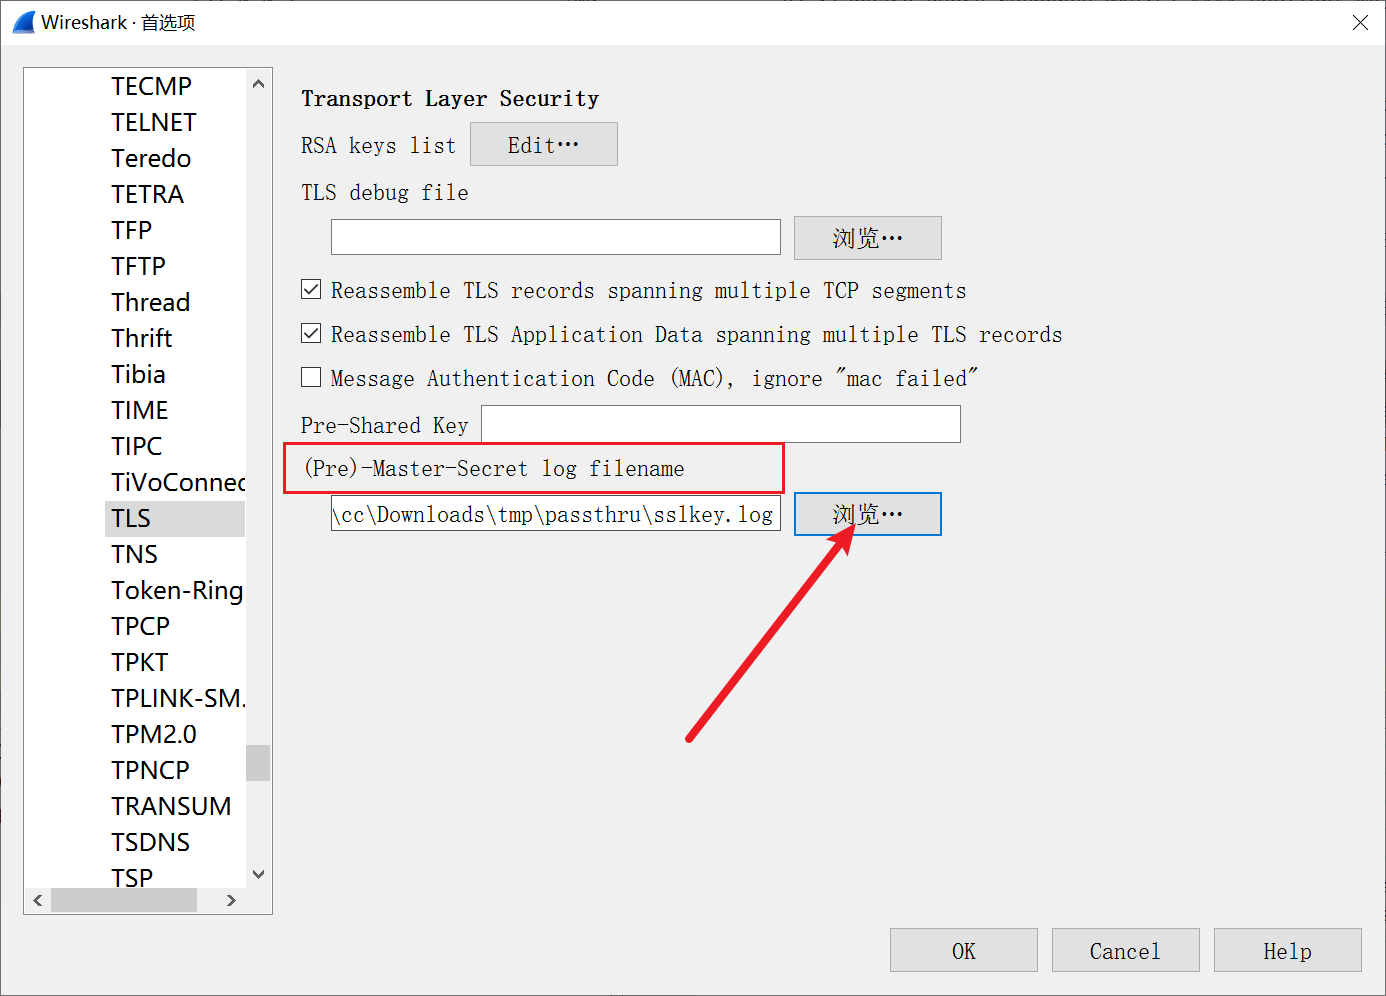 Wireshark · 首选项
TECMP
TELNET
Teredo
TETRA
TFP
TFTP
Thread
Thrift
Tibia
TIME
TIPC
TiVoConnec
TLS
TNS
Token-Ring
TPCP
TPKT
TPLINK-SM.
TPM2.0
TPNCP
TRANSUM
TSDNS
TSP
Transport Layer Security
RSA keys list Edit…
TLS debug file
浏览…
Reassemble TLS records spanning multiple TCP segments
Reassemble TLS Application Data spanning multiple TLS records
Message Authentication Code (MAC), ignore "mac failed"
Pre-Shared Key
(Pre)-Master-Secret log filename
\cc\Downloads\tmp\passthru\sslkey.log 浏览…
OK Cancel Help